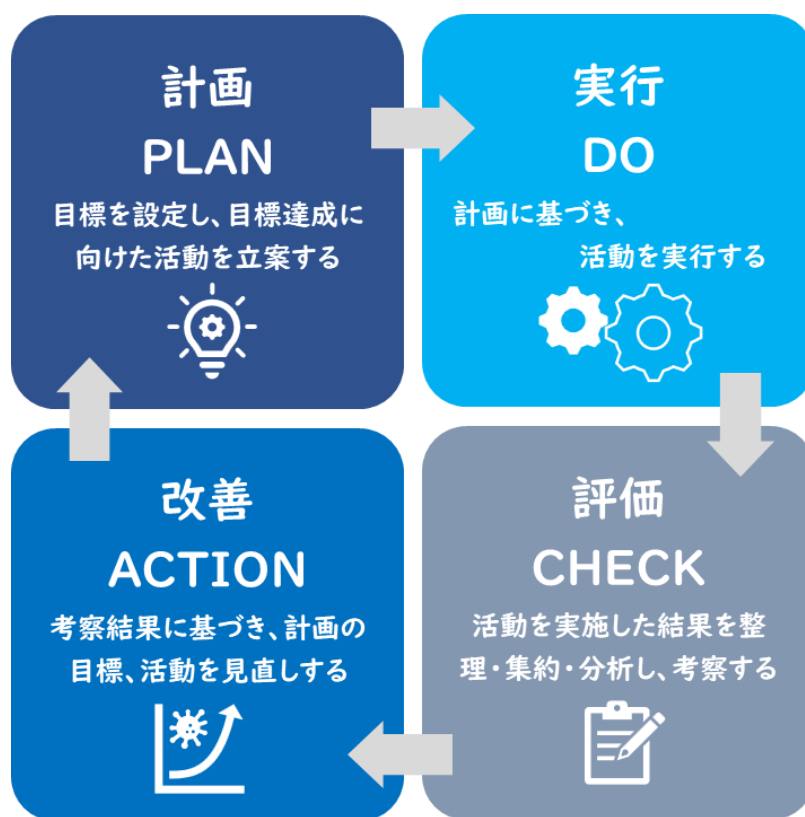 計画
PLAN
目標を設定し、目標達成に
向けた活動を立案する
実行
DO
計画に基づき、
活動を実行する
改善
ACTION
考察結果に基づき、計画の
目標、活動を見直しする
評価
CHECK
活動を実施した結果を整
理・集約・分析し、考察する